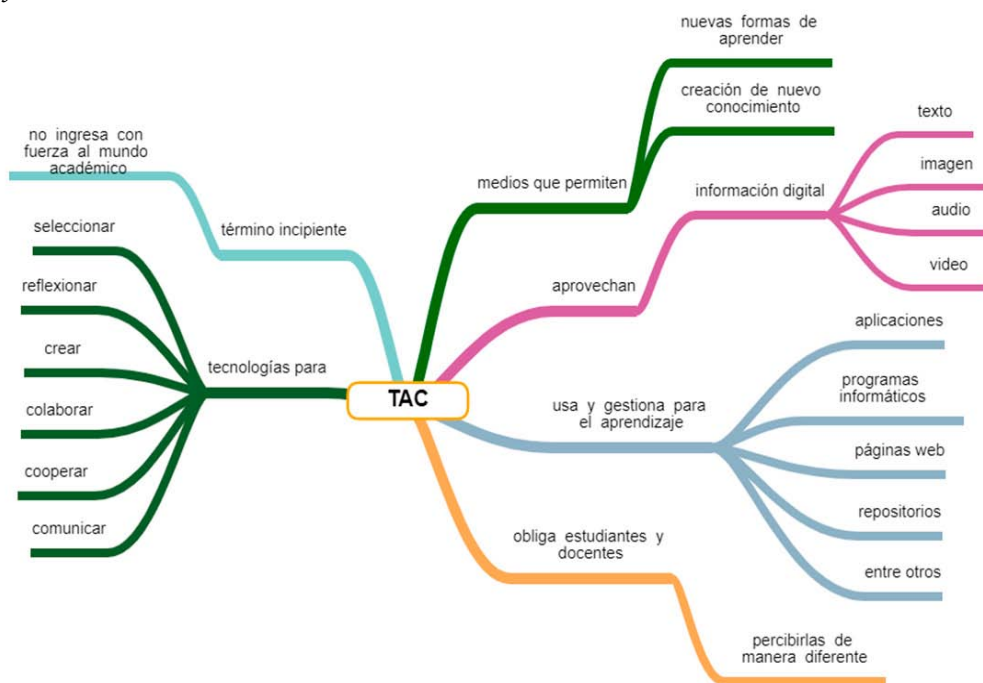 nuevas formas de
aprender
creación de nuevo
conocimiento
medios que permiten
texto
imagen
audio
video
información digital
aprovechan
no ingresa con
fuerza al mundo
académico
término incipiente
seleccionar
reflexionar
crear
colaborar
cooperar
comunicar
tecnologías para
TAC
usa y gestiona para
el aprendizaje
aplicaciones
programas
informáticos
páginas web
repositorios
entre otros
obliga estudiantes y
docentes
percibirlas de
manera diferente